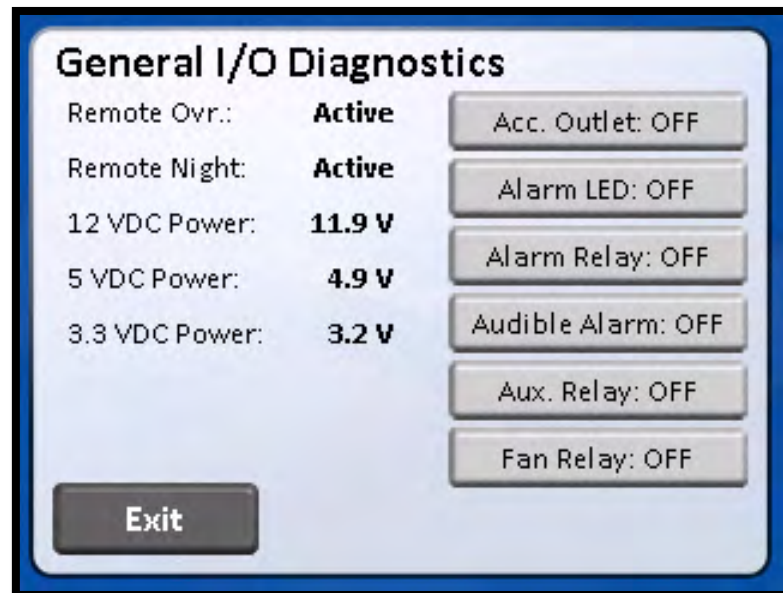 General I/O Diagnostics
Remote Ovr.: Active
Remote Night: Active
12 VDC Power: 11.9 V
5 VDC Power: 4.9 V
3.3 VDC Power: 3.2 V
Acc. Outlet: OFF
Alarm LED: OFF
Alarm Relay: OFF
Audible Alarm: OFF
Aux. Relay: OFF
Fan Relay: OFF
Exit